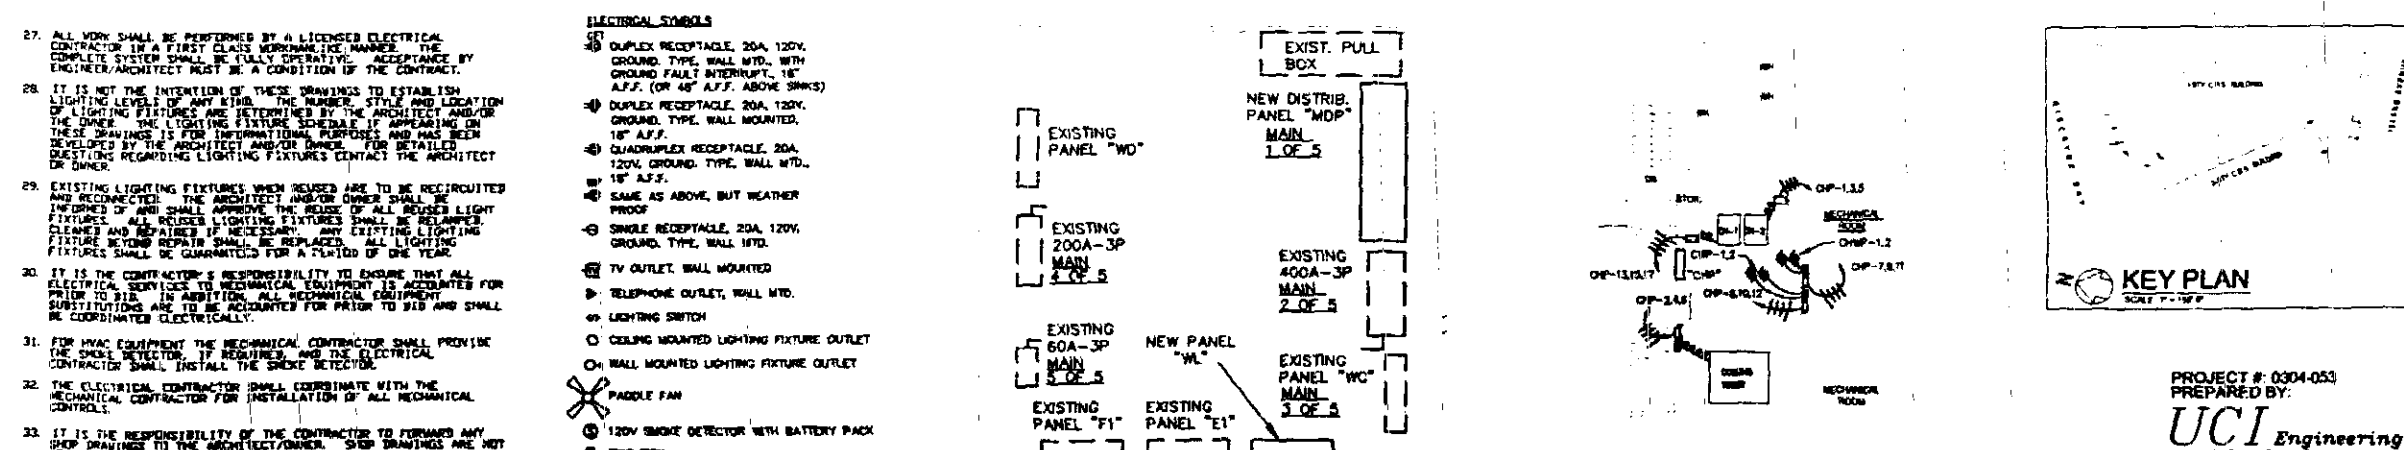 27. ALL WORK SHALL BE PERFORMED BY A LICENSED ELECTRICAL
CONTRACTOR IN A FIRST CLASS WORKMANLIKE MANNER. THE
COMPLETE SYSTEM SHALL BE FULLY OPERATIVE. ACCEPTANCE BY
ENGINEER/ARCHITECT MUST BE A CONDITION OF THE CONTRACT.
28. IT IS NOT THE INTENTION OF THESE DRAWINGS TO ESTABLISH
LIGHTING LEVELS OF ANY KIND. THE NUMBER, STYLE AND LOCATION
OF LIGHTING FIXTURES ARE DETERMINED BY THE ARCHITECT AND/OR
THE OWNER. THE LIGHTING FIXTURE SCHEDULE IF APPEARING ON
THESE DRAWINGS IS FOR INFORMATIONAL PURPOSES AND HAS BEEN
DEVELOPED BY THE ARCHITECT AND/OR OWNER. FOR DETAILED
QUESTIONS REGARDING LIGHTING FIXTURES CONTACT THE ARCHITECT
OR OWNER.
29. EXISTING LIGHTING FIXTURES WHEN REUSED ARE TO BE RECIRCUITED
AND RECONNECTED. THE ARCHITECT AND/OR OWNER SHALL BE
INFORMED OF AND SHALL APPROVE THE REUSE OF ALL REUSED LIGHT
FIXTURES. ALL REUSED LIGHTING FIXTURES SHALL BE RELAMPED,
CLEANED AND REPAIRED IF NECESSARY. ANY EXISTING LIGHTING
FIXTURE BEYOND REPAIR SHALL BE REPLACED. ALL LIGHTING
FIXTURES SHALL BE GUARANTEED FOR A PERIOD OF ONE YEAR
30. IT IS THE CONTRACTOR'S RESPONSIBILITY TO ENSURE THAT ALL
ELECTRICAL SERVICES TO MECHANICAL EQUIPMENT IS ACCOUNTED FOR
PRIOR TO BID. IN ADDITION, ALL MECHANICAL EQUIPMENT
SUBSTITUTIONS ARE TO BE ACCOUNTED FOR PRIOR TO BID AND SHALL
BE COORDINATED ELECTRICALLY.
31. FOR HVAC EQUIPMENT THE MECHANICAL CONTRACTOR SHALL PROVIDE
THE SMOKE DETECTOR, IF REQUIRED, AND THE ELECTRICAL
CONTRACTOR SHALL INSTALL THE SMOKE DETECTOR.
32. THE ELECTRICAL CONTRACTOR SHALL COORDINATE WITH THE
MECHANICAL CONTRACTOR FOR INSTALLATION OF ALL MECHANICAL
CONTROLS.
33. IT IS THE RESPONSIBILITY OF THE CONTRACTOR TO FORWARD ANY
SHOP DRAWINGS TO THE ARCHITECT/OWNER. SHOP DRAWINGS ARE NOT
ELECTRICAL SYMBOLS
GFI
DUPLEX RECEPTACLE, 20A, 120V,
GROUND. TYPE, WALL MTD., WITH
GROUND FAULT INTERRUPT., 18"
A.F.F. (OR 48" A.F.F. ABOVE SINKS)
DUPLEX RECEPTACLE, 20A, 120V,
GROUND. TYPE, WALL MOUNTED,
18" A.F.F.
QUADRUPLEX RECEPTACLE, 20A,
120V, GROUND. TYPE, WALL MTD.,
18" A.F.F.
WP
SAME AS ABOVE, BUT WEATHER
PROOF
SINGLE RECEPTACLE, 20A, 120V,
GROUND. TYPE, WALL MTD.
TV OUTLET, WALL MOUNTED
TELEPHONE OUTLET, WALL MTD.
LIGHTING SWITCH
CEILING MOUNTED LIGHTING FIXTURE OUTLET
WALL MOUNTED LIGHTING FIXTURE OUTLET
PADDLE FAN
S 120V SMOKE DETECTOR WITH BATTERY PACK
EXIST. PULL
BOX
NEW DISTRIB.
PANEL "MDP"
MAIN
1 OF 5
EXISTING
PANEL "WD"
EXISTING
200A-3P
MAIN
4 OF 5
EXISTING
400A-3P
MAIN
2 OF 5
EXISTING
60A-3P
MAIN
5 OF 5
NEW PANEL
"WL"
EXISTING
PANEL "WC"
MAIN
3 OF 5
EXISTING
PANEL "F1"
EXISTING
PANEL "E1"
STOR.
CHP-1,3,5
MECHANICAL
ROOM
CH-1
CH-2
CHWP-1,2
CWP-1,2
CHP-13,15,17
"CHP"
CHP-7,9,11
CHP-8,10,12
CHP-2,4,6
COOLING
TOWER
MECHANICAL
ROOM
BISCAYNE BAY
N
KEY PLAN
PROJECT #: 0304-053
PREPARED BY:
UCI Engineering